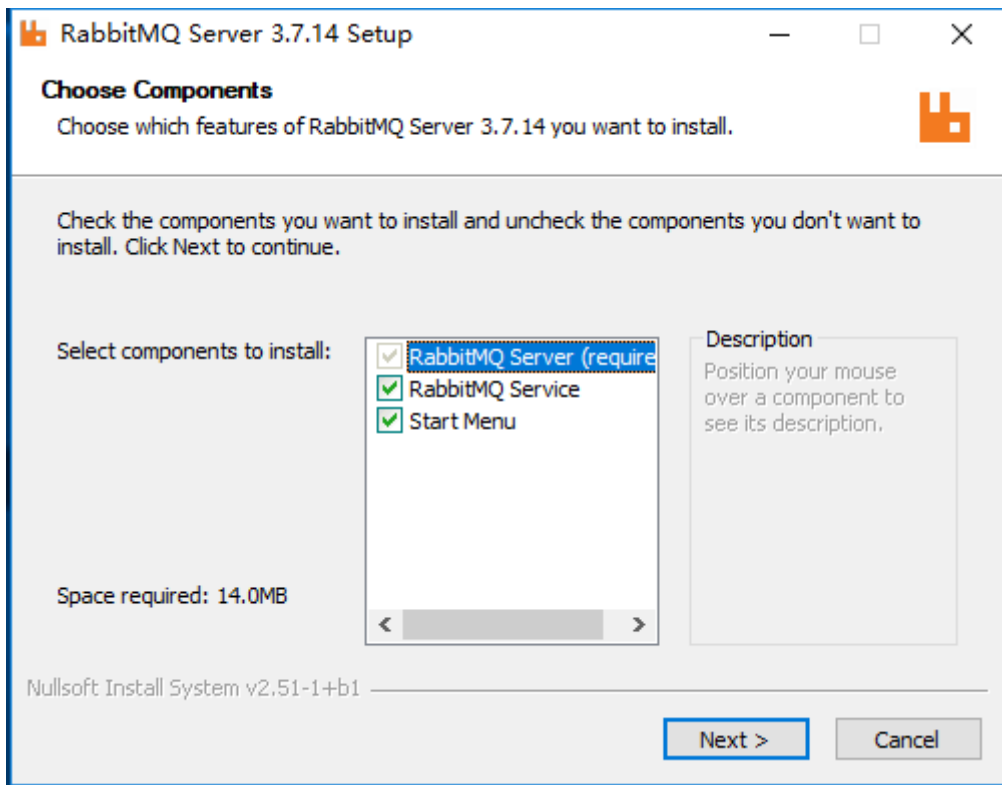 RabbitMQ Server 3.7.14 Setup
Choose Components
Choose which features of RabbitMQ Server 3.7.14 you want to install.
Check the components you want to install and uncheck the components you don't want to
install. Click Next to continue.
Select components to install:
RabbitMQ Server (require
RabbitMQ Service
Start Menu
Description
Position your mouse
over a component to
see its description.
Space required: 14.0MB
Nullsoft Install System v2.51-1+b1
Next >
Cancel